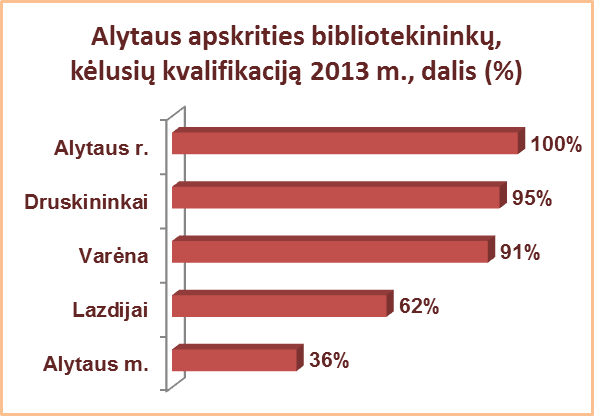 Alytaus apskrities bibliotekininkų,
kėlusių kvalifikaciją 2013 m., dalis (%)
Alytaus r. 100%
Druskininkai 95%
Varėna 91%
Lazdijai 62%
Alytaus m. 36%